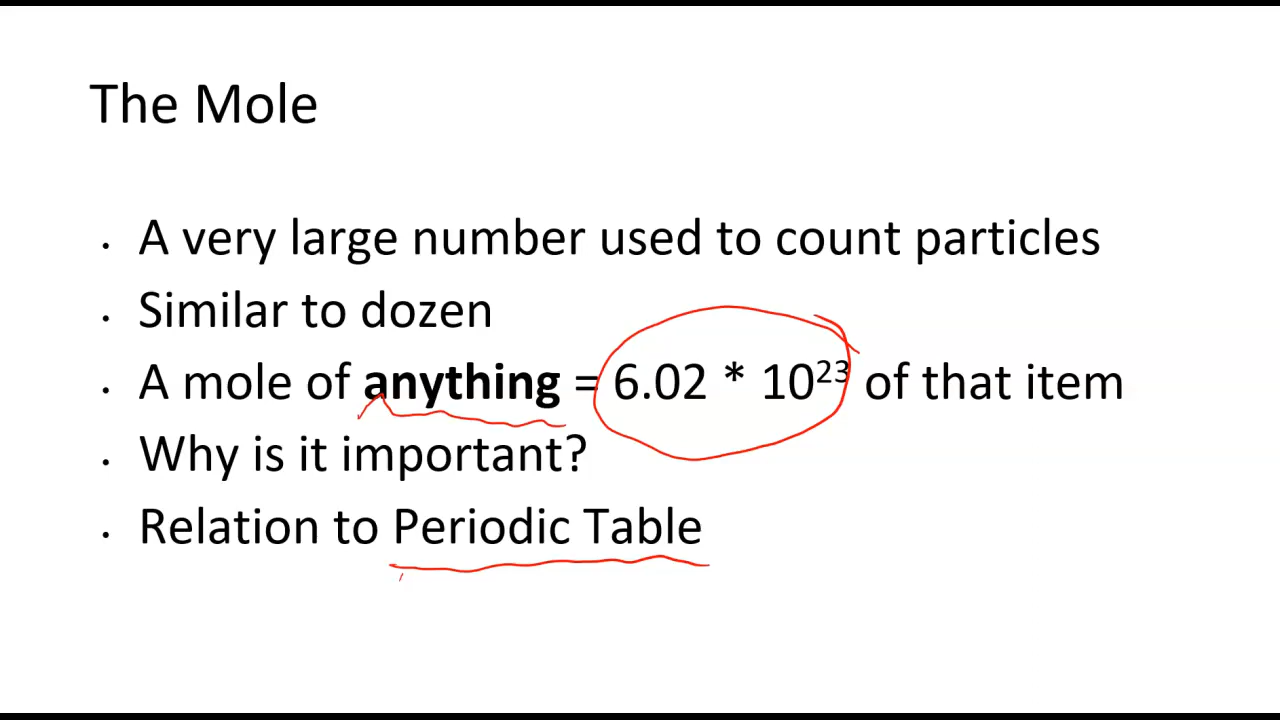 The Mole
• A very large number used to count particles
• Similar to dozen
• A mole of anything = 6.02 * 10²³ of that item
• Why is it important?
• Relation to Periodic Table